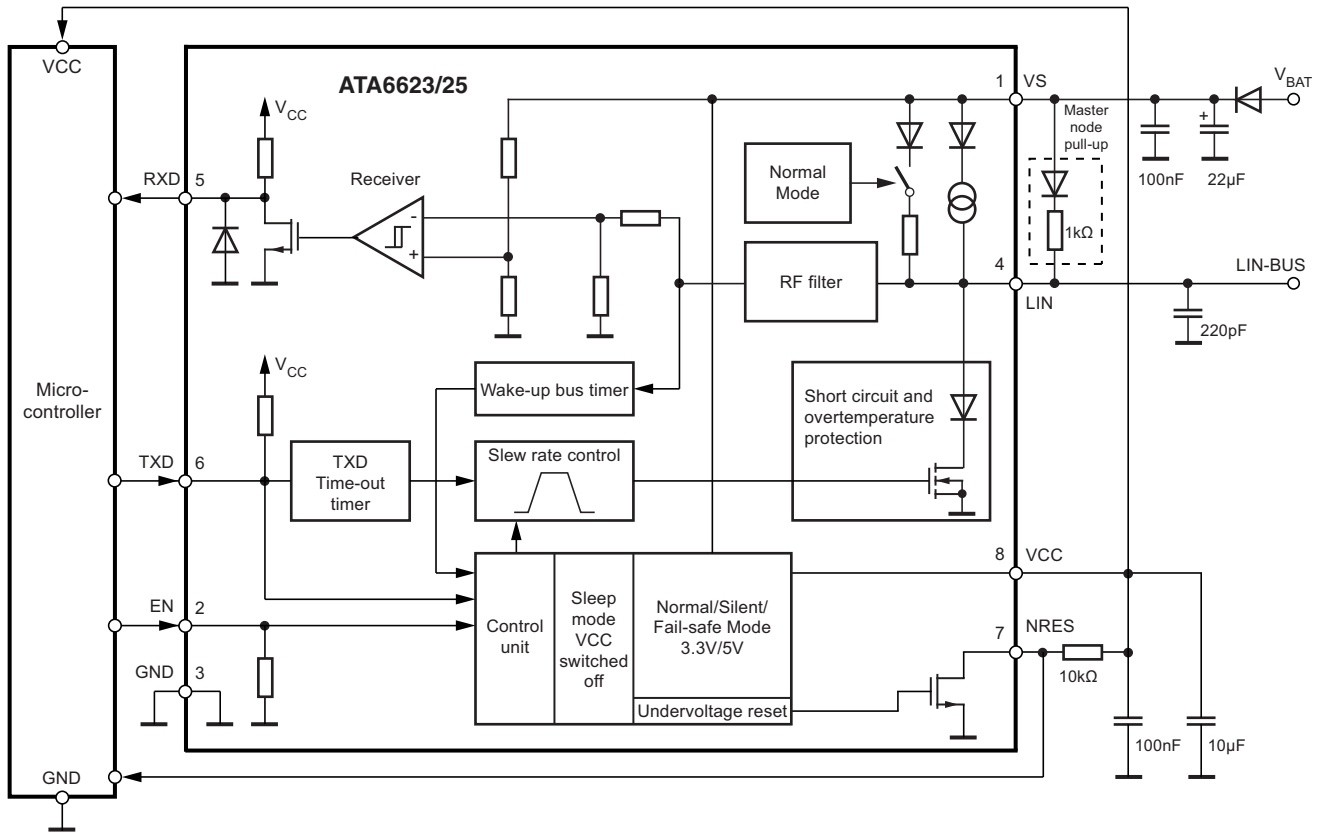 VCC
ATA6623/25
1
VS
V_BAT
Master
node
pull-up
+
100nF
22µF
V_CC
RXD
5
Receiver
-
+
Normal
Mode
1kΩ
4
LIN
LIN-BUS
RF filter
220pF
V_CC
Micro-
controller
Wake-up bus timer
Short circuit and
overtemperature
protection
TXD
6
TXD
Time-out
timer
Slew rate control
8
VCC
EN
2
Control
unit
Sleep
mode
VCC
switched
off
Normal/Silent/
Fail-safe Mode
3.3V/5V
7
NRES
10kΩ
GND
3
Undervoltage reset
100nF
10µF
GND